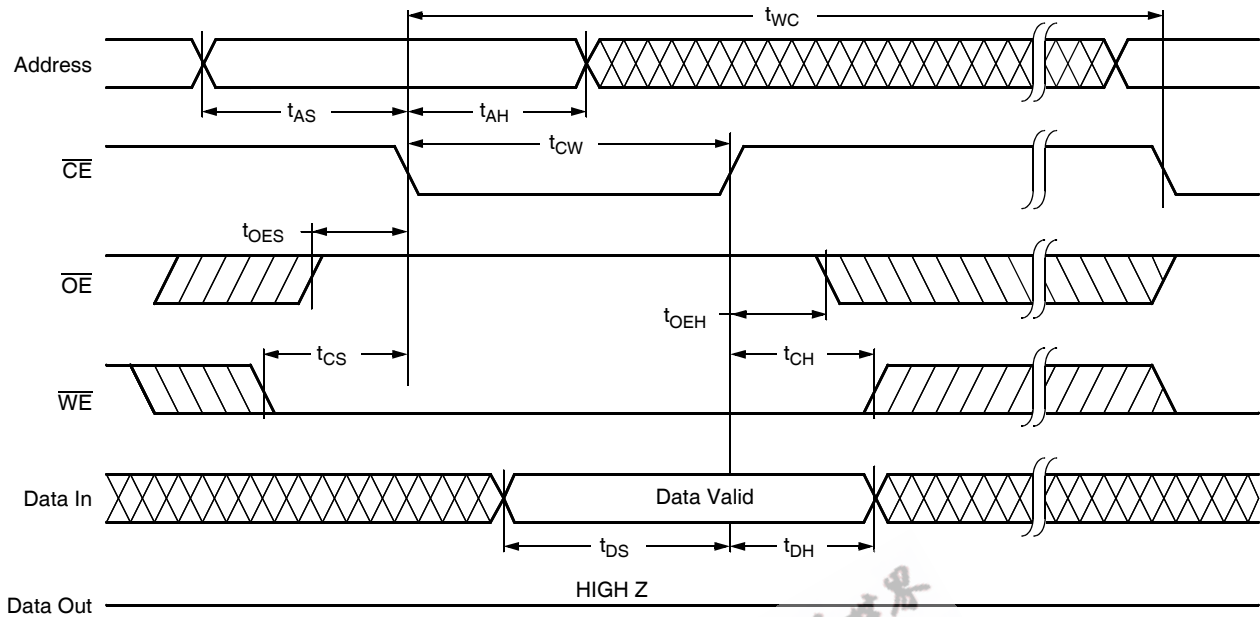 tWC
Address
tAS
tAH
tCW
CE
tOES
OE
tOEH
tCS
tCH
WE
Data In
Data Valid
tDS
tDH
HIGH Z
Data Out